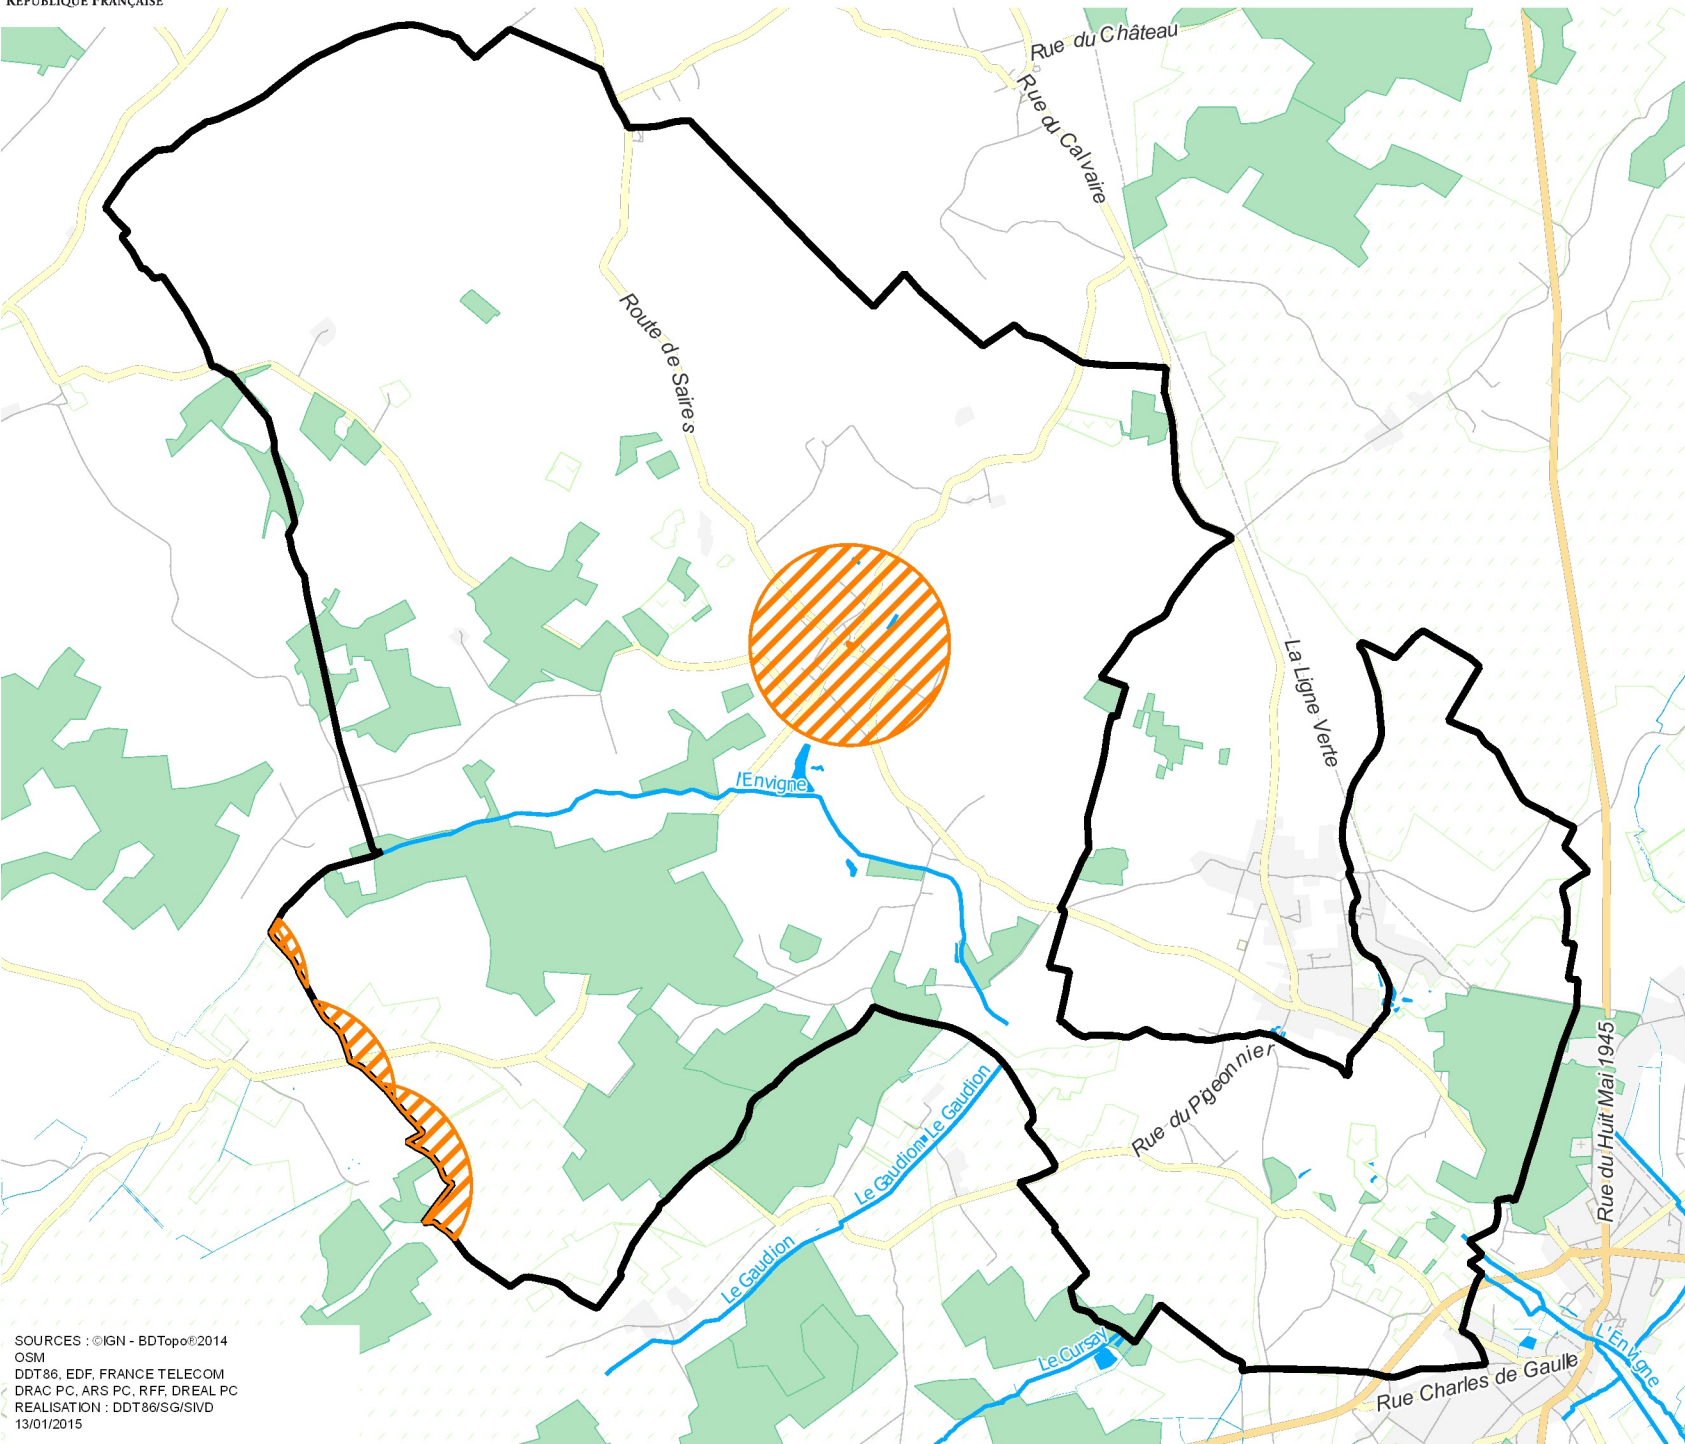 RÉPUBLIQUE FRANÇAISE
Rue du Château
Rue du Calvaire
Route de Saires
La Ligne Verte
l'Envigne
Rue du Pigeonnier
Rue du Huit Mai 1945
Le Gaudion
Le Gaudion
Le Gaudion
Le Cursay
L'Envigne
Rue Charles de Gaulle
SOURCES : ©IGN - BDTopo®2014
OSM
DDT86, EDF, FRANCE TELECOM
DRAC PC, ARS PC, RFF, DREAL PC
REALISATION : DDT86/SG/SIVD
13/01/2015